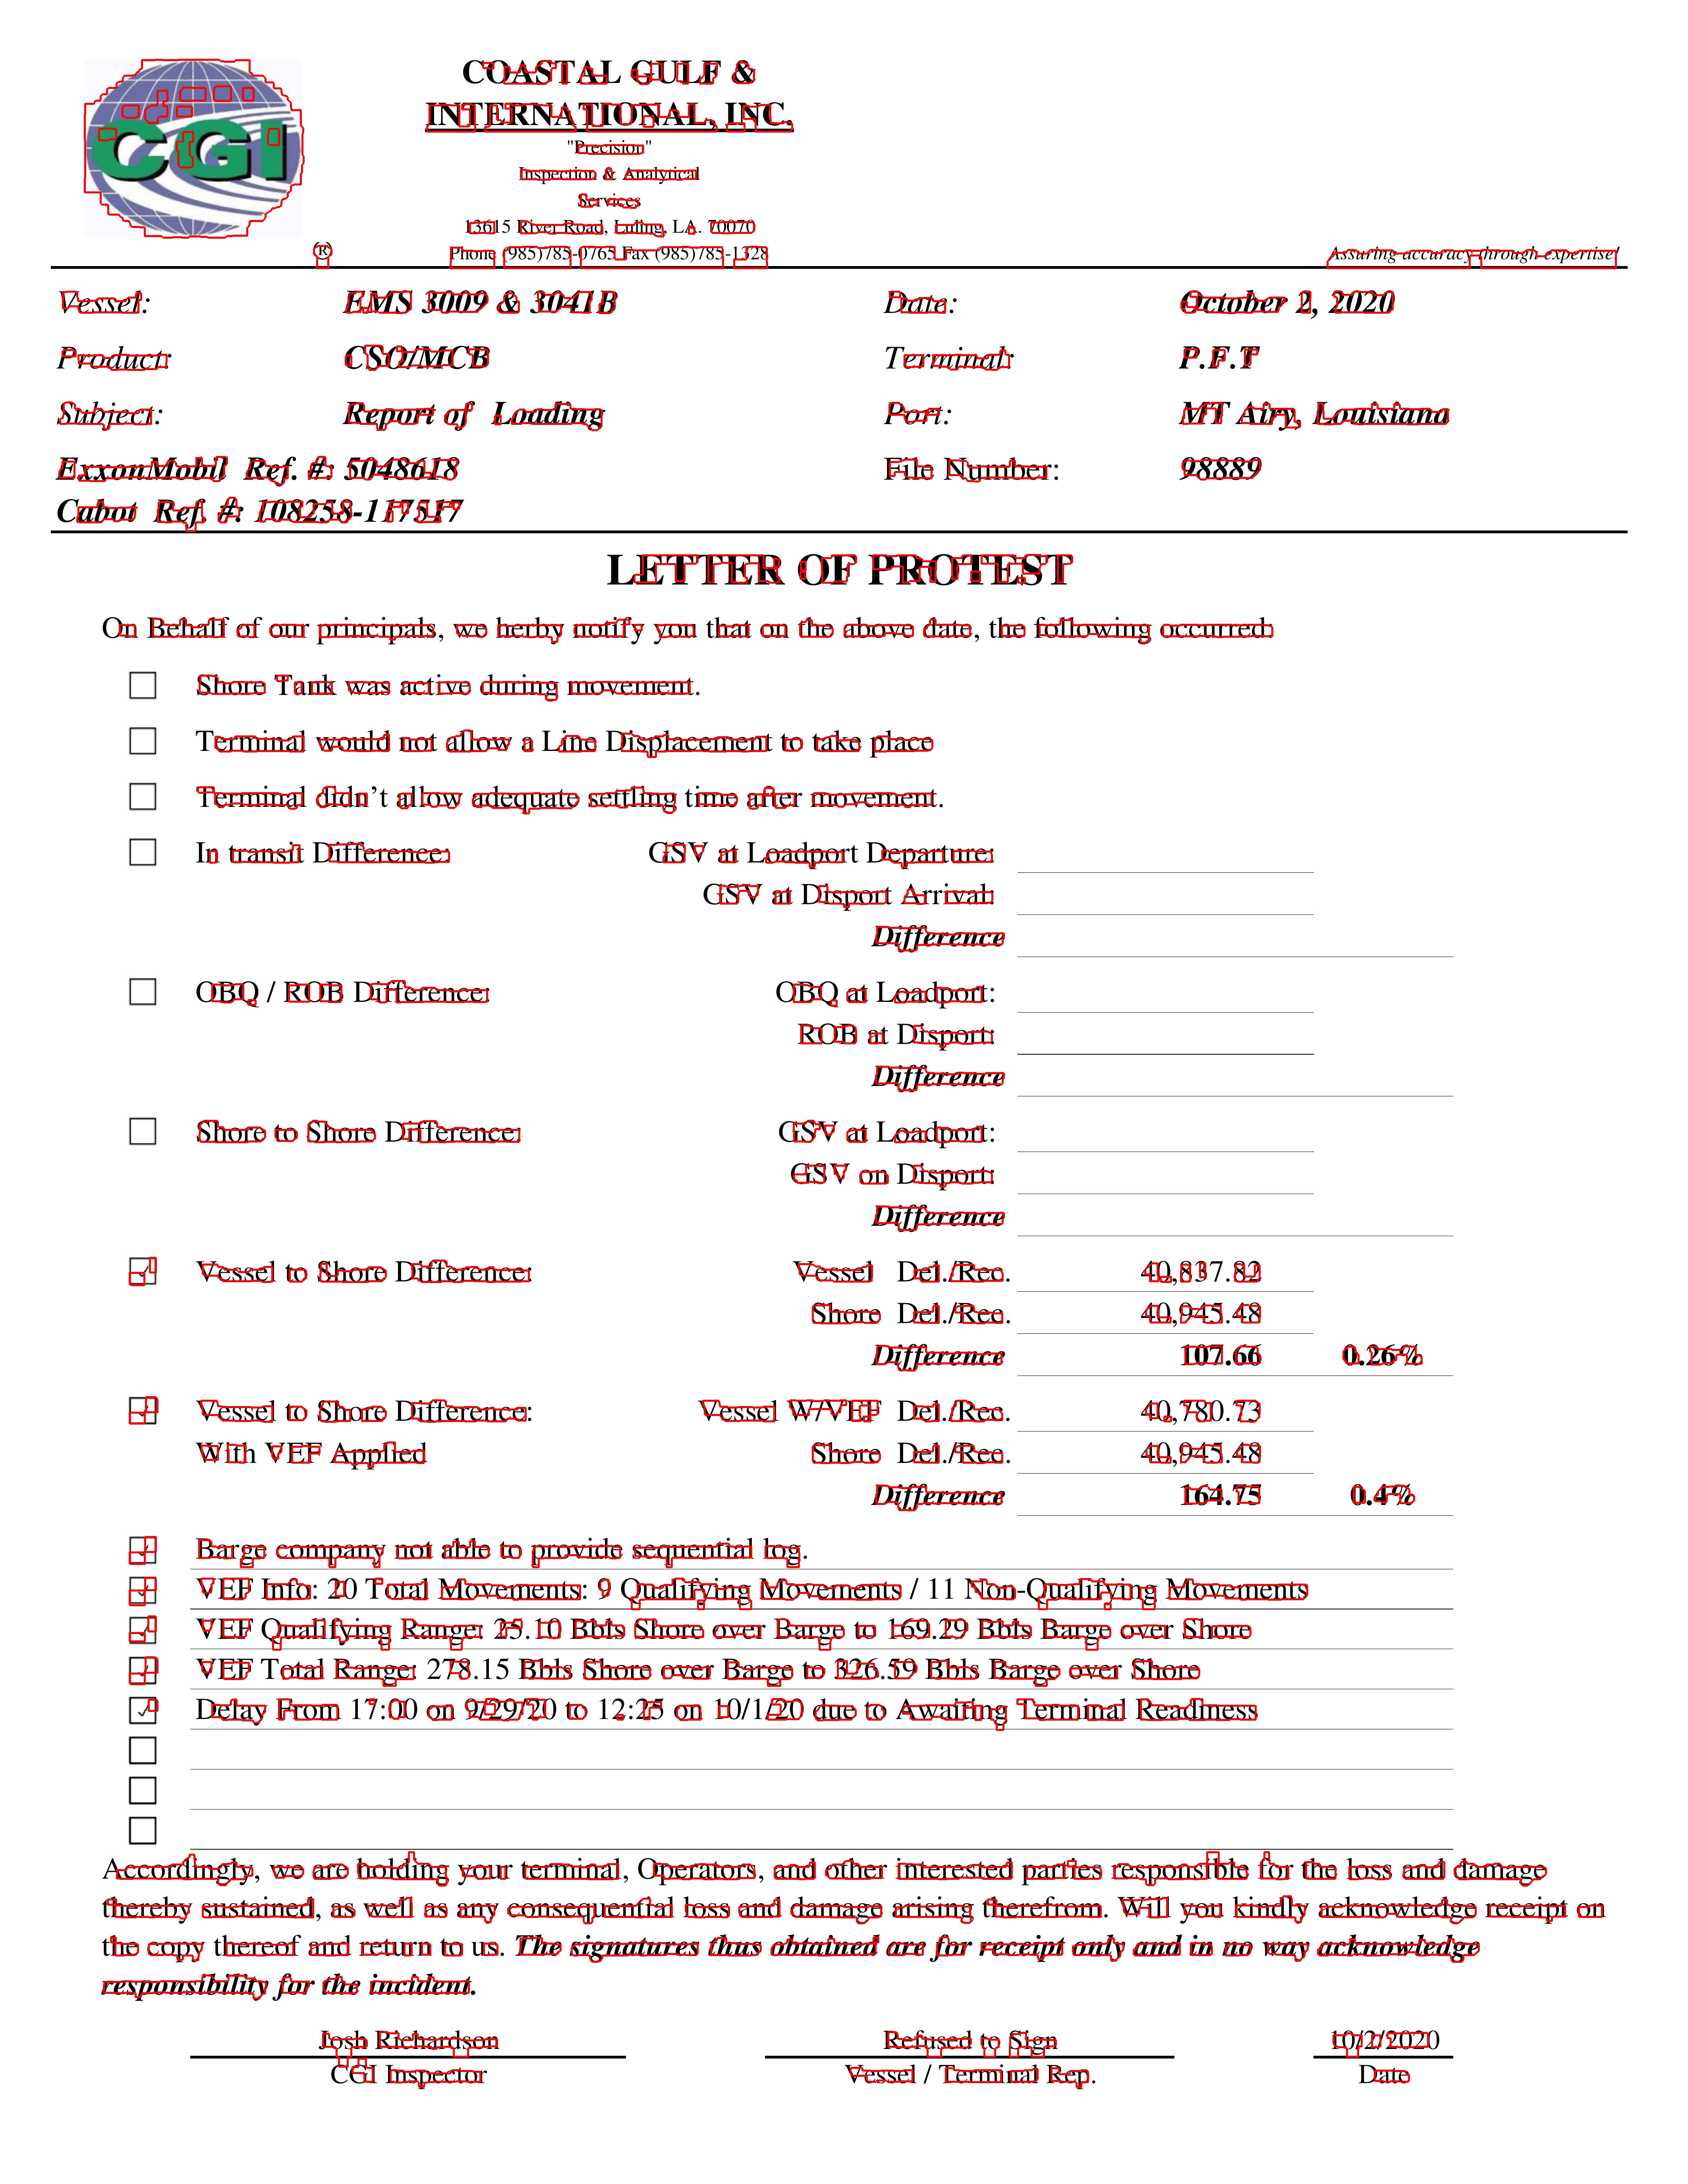 CGI
COASTAL GULF &
INTERNATIONAL, INC.
"Precision"
Inspection & Analytical
Services
13615 River Road, Luling, LA. 70070
® Phone (985)785-0765 Fax (985)785-1328 Assuring accuracy through expertise!
Vessel: EMS 3009 & 3041B Date: October 2, 2020
Product: CSO/MCB Terminal: P.F.T
Subject: Report of Loading Port: MT Airy, Louisiana
ExxonMobil Ref. #: 5048618 File Number: 98889
Cabot Ref. #: 108258-117517
LETTER OF PROTEST
On Behalf of our principals, we herby notify you that on the above date, the following occurred:
Shore Tank was active during movement.
Terminal would not allow a Line Displacement to take place
Terminal didn't allow adequate settling time after movement.
In transit Difference: GSV at Loadport Departure:
GSV at Disport Arrival:
Difference
OBQ / ROB Difference: OBQ at Loadport:
ROB at Disport:
Difference
Shore to Shore Difference: GSV at Loadport:
GSV on Disport:
Difference
Vessel to Shore Difference: Vessel Del./Rec. 40,837.82
Shore Del./Rec. 40,945.48
Difference 107.66 0.26%
Vessel to Shore Difference: Vessel W/VEF Del./Rec. 40,780.73
With VEF Applied Shore Del./Rec. 40,945.48
Difference 164.75 0.4%
Barge company not able to provide sequential log.
VEF Info: 20 Total Movements: 9 Qualifying Movements / 11 Non-Qualifying Movements
VEF Qualifying Range: 25.10 Bbls Shore over Barge to 169.29 Bbls Barge over Shore
VEF Total Range: 278.15 Bbls Shore over Barge to 326.59 Bbls Barge over Shore
Delay From 17:00 on 9/29/20 to 12:25 on 10/1/20 due to Awaiting Terminal Readiness
Accordingly, we are holding your terminal, Operators, and other interested parties responsible for the loss and damage
thereby sustained, as well as any consequential loss and damage arising therefrom. Will you kindly acknowledge receipt on
the copy thereof and return to us. The signatures thus obtained are for receipt only and in no way acknowledge
responsibility for the incident.
Josh Richardson Refused to Sign 10/2/2020
CGI Inspector Vessel / Terminal Rep. Date